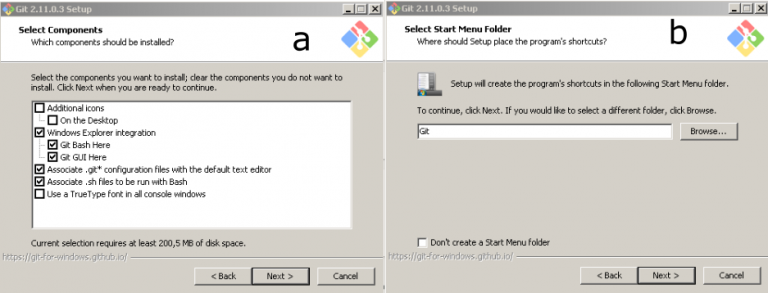 Git 2.11.0.3 Setup
Select Components
Which components should be installed?
a
Select the components you want to install; clear the components you do not want to
install. Click Next when you are ready to continue.
Additional icons
On the Desktop
Windows Explorer integration
Git Bash Here
Git GUI Here
Associate .git* configuration files with the default text editor
Associate .sh files to be run with Bash
Use a TrueType font in all console windows
Current selection requires at least 200,5 MB of disk space.
https://git-for-windows.github.io/
< Back
Next >
Cancel
Git 2.11.0.3 Setup
Select Start Menu Folder
Where should Setup place the program's shortcuts?
b
Setup will create the program's shortcuts in the following Start Menu folder.
To continue, click Next. If you would like to select a different folder, click Browse.
Git
Browse...
Don't create a Start Menu folder
https://git-for-windows.github.io/
< Back
Next >
Cancel